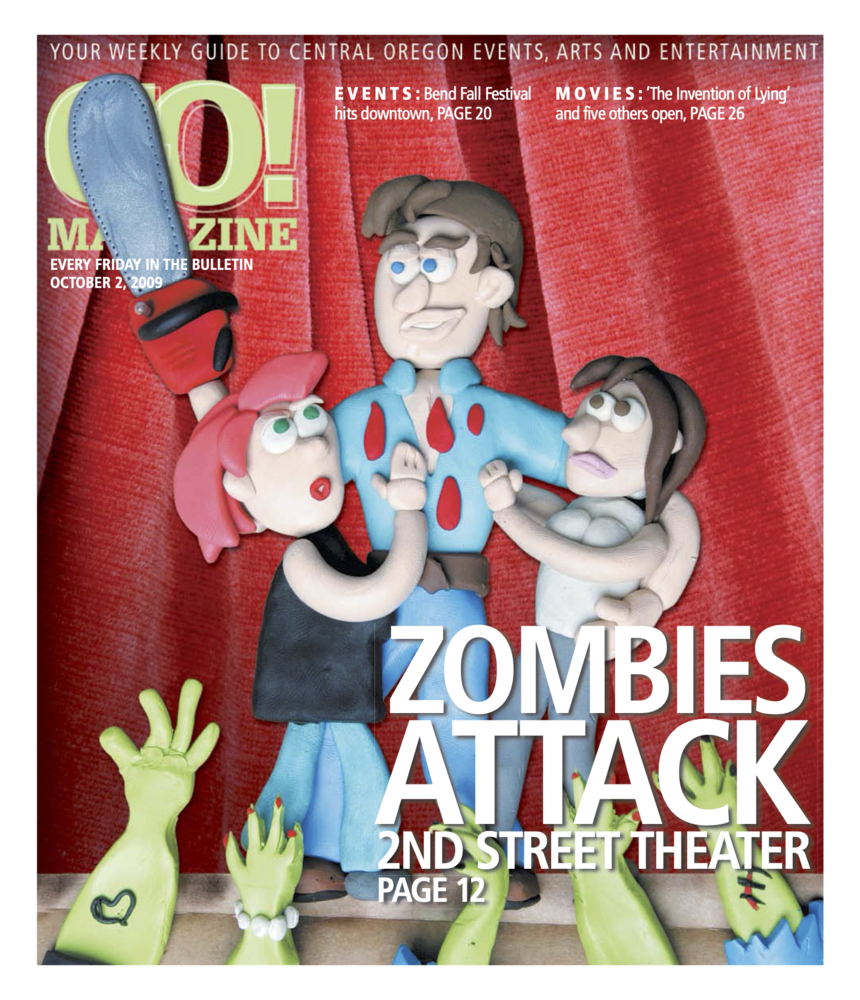 YOUR WEEKLY GUIDE TO CENTRAL OREGON EVENTS, ARTS AND ENTERTAINMENT
GO!
MAGAZINE
EVERY FRIDAY IN THE BULLETIN
OCTOBER 2, 2009
EVENTS: Bend Fall Festival
hits downtown, PAGE 20
MOVIES: 'The Invention of Lying'
and five others open, PAGE 26
ZOMBIES
ATTACK
2ND STREET THEATER
PAGE 12